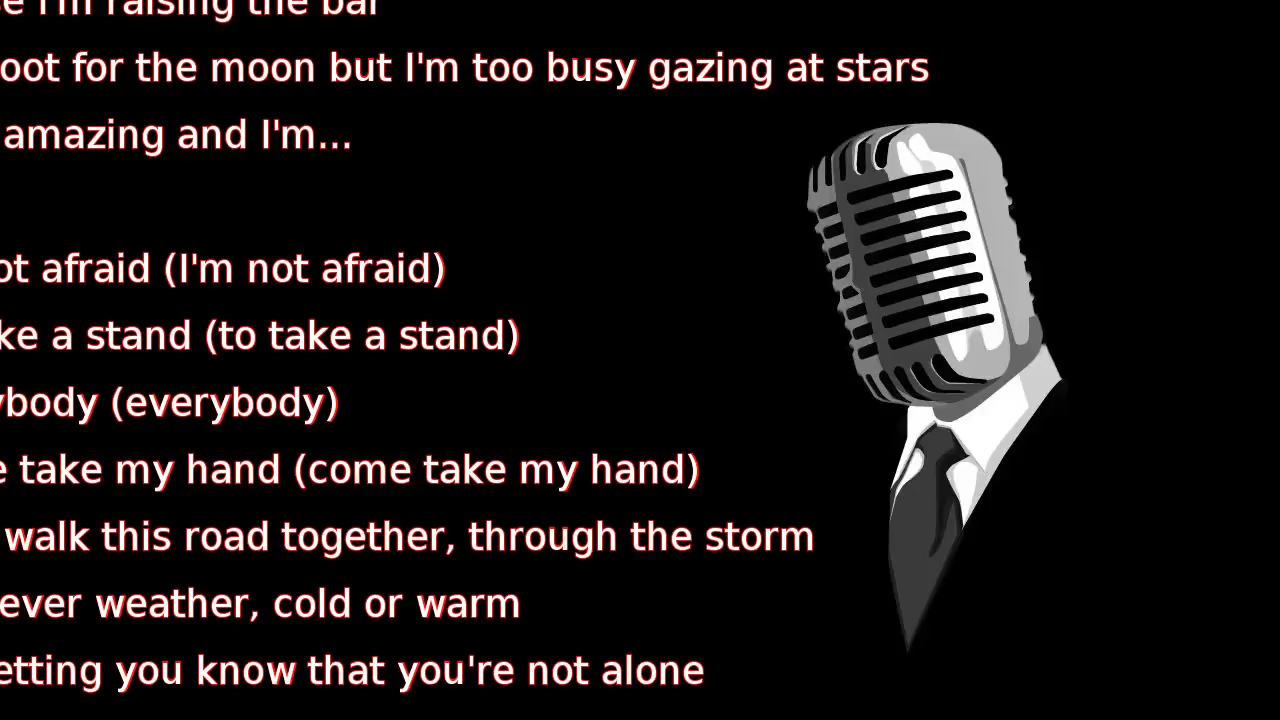 e I'm raising the bar
oot for the moon but I'm too busy gazing at stars
amazing and I'm...
ot afraid (I'm not afraid)
ke a stand (to take a stand)
ybody (everybody)
e take my hand (come take my hand)
walk this road together, through the storm
ever weather, cold or warm
etting you know that you're not alone